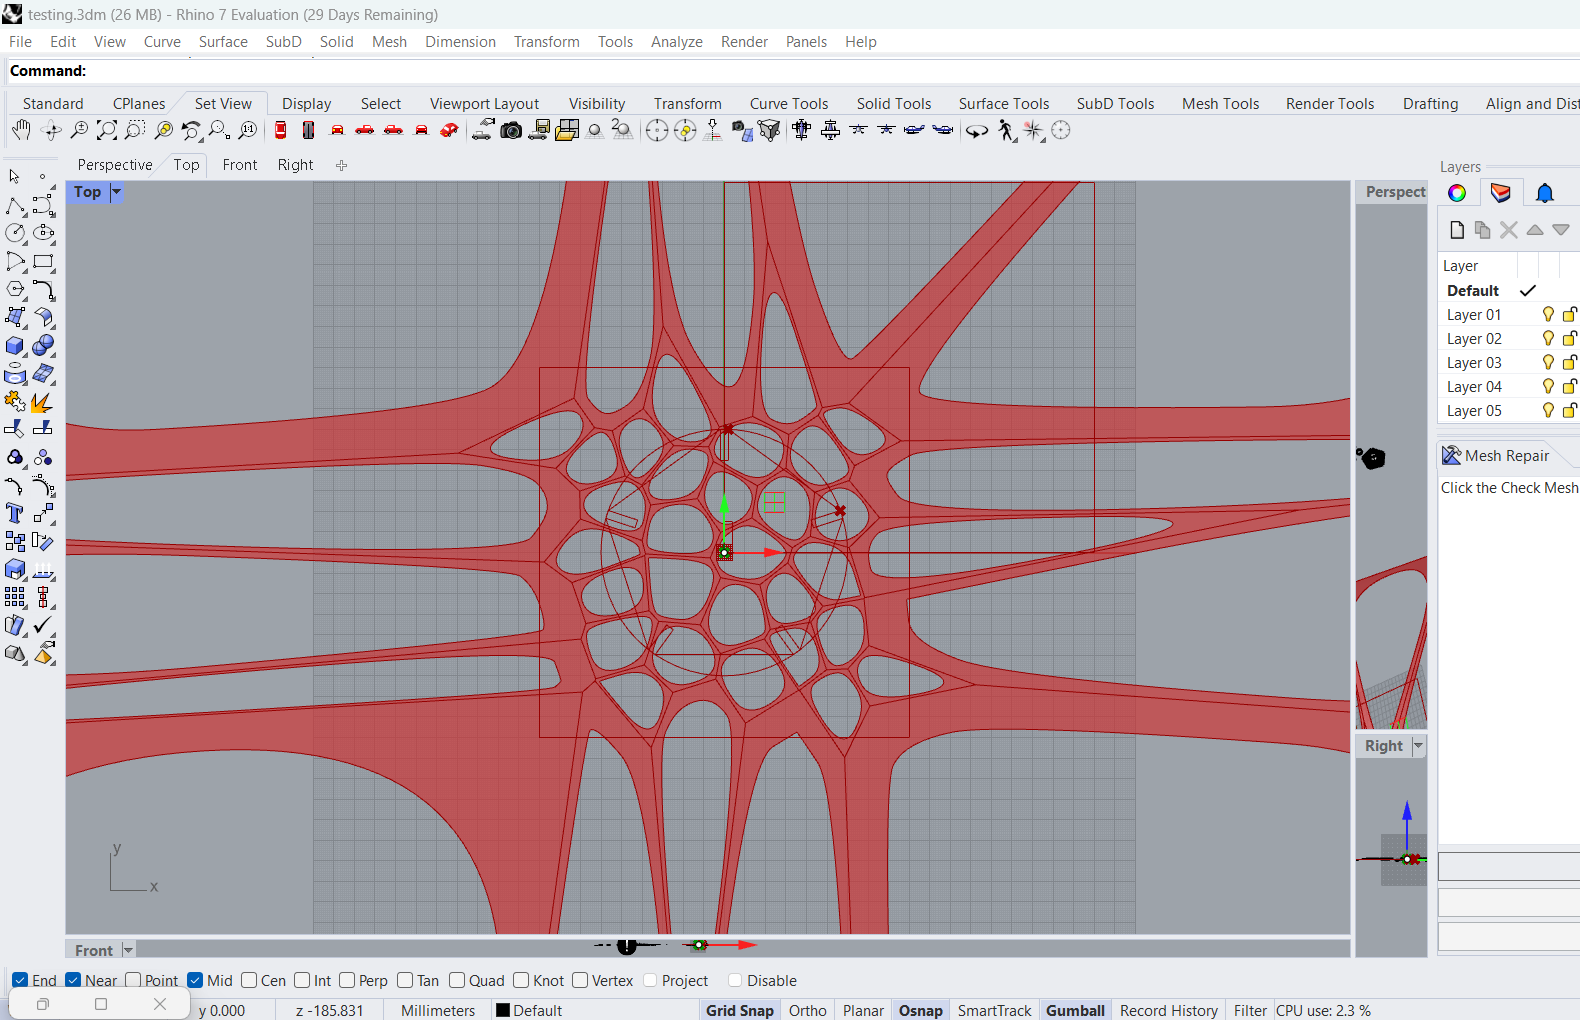 testing.3dm (26 MB) - Rhino 7 Evaluation (29 Days Remaining)
File Edit View Curve Surface SubD Solid Mesh Dimension Transform Tools Analyze Render Panels Help
Command:
Standard CPlanes Set View Display Select Viewport Layout Visibility Transform Curve Tools Solid Tools Surface Tools SubD Tools Mesh Tools Render Tools Drafting Align and Dist
Perspective Top Front Right
Layers
Top
Perspect
Layer
Default
Layer 01
Layer 02
Layer 03
Layer 04
Layer 05
Mesh Repair
Click the Check Mesh
Right
y
x
Front
End Near Point Mid Cen Int Perp Tan Quad Knot Vertex Project Disable
y 0.000 z -185.831 Millimeters Default Grid Snap Ortho Planar Osnap SmartTrack Gumball Record History Filter CPU use: 2.3 %